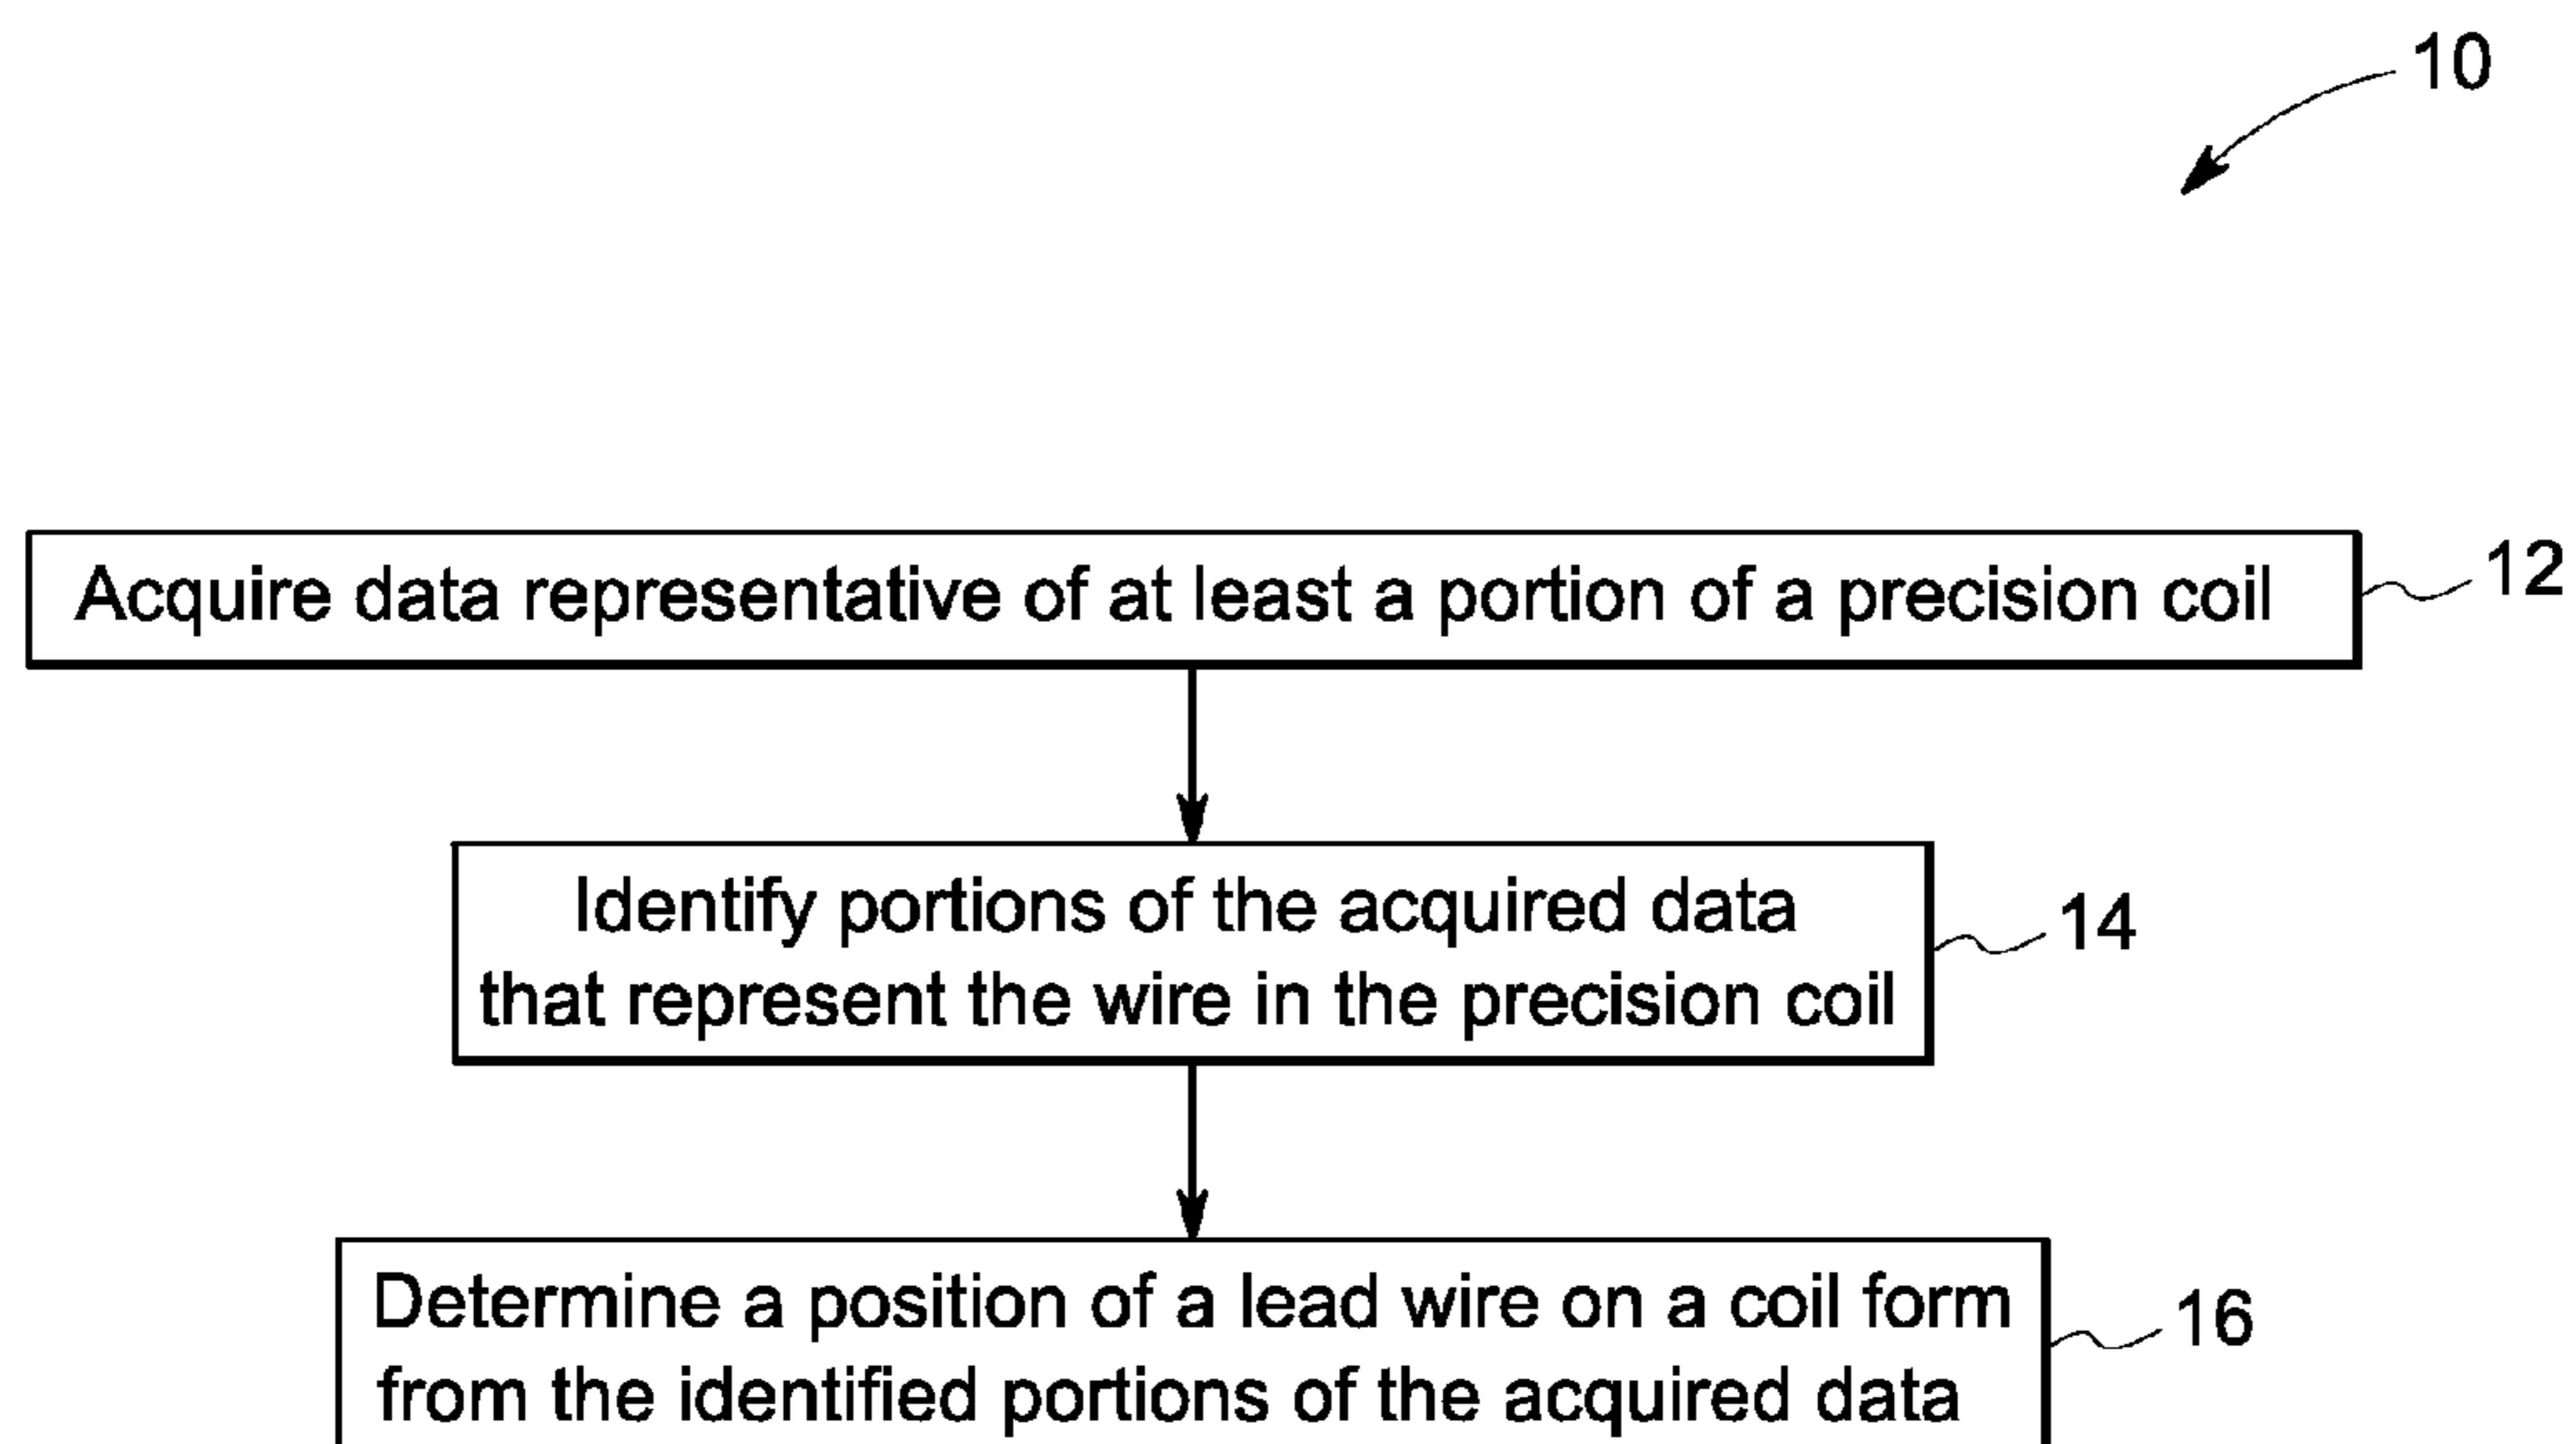 10
Acquire data representative of at least a portion of a precision coil
12
Identify portions of the acquired data
that represent the wire in the precision coil
14
Determine a position of a lead wire on a coil form
from the identified portions of the acquired data
16